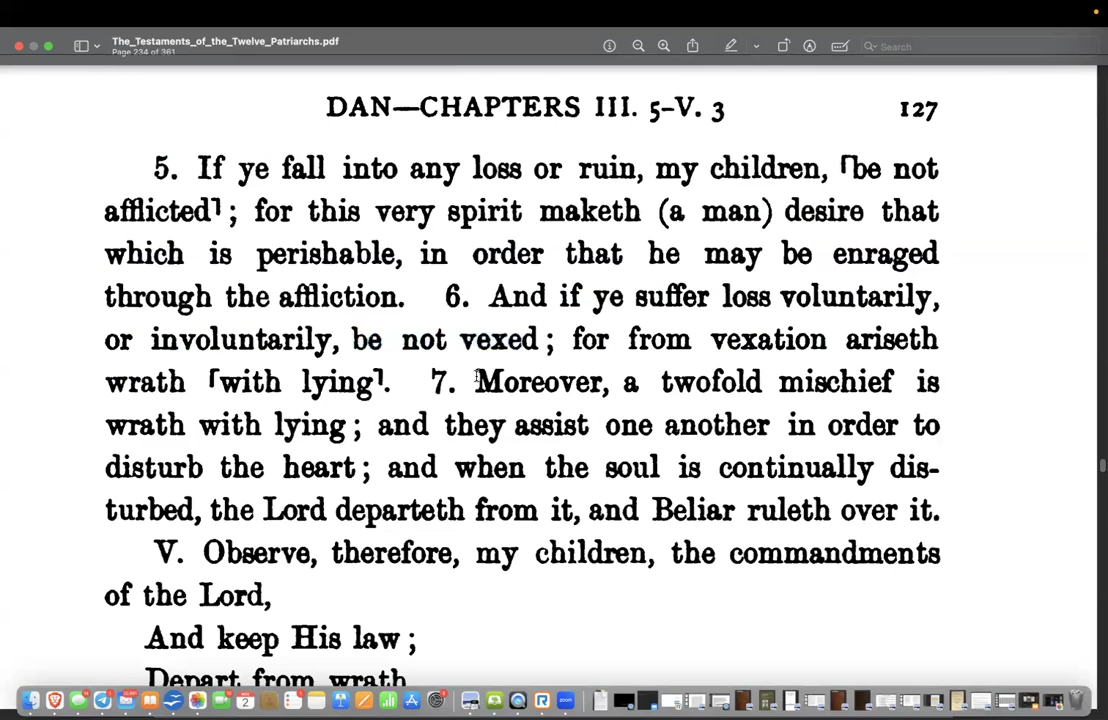 The_Testaments_of_the_Twelve_Patriarchs.pdf
Page 234 of 361
Search
DAN—CHAPTERS III. 5-V. 3 127
5. If ye fall into any loss or ruin, my children, ⌜be not
afflicted⌝; for this very spirit maketh (a man) desire that
which is perishable, in order that he may be enraged
through the affliction. 6. And if ye suffer loss voluntarily,
or involuntarily, be not vexed; for from vexation ariseth
wrath ⌜with lying⌝. 7. Moreover, a twofold mischief is
wrath with lying; and they assist one another in order to
disturb the heart; and when the soul is continually dis-
turbed, the Lord departeth from it, and Beliar ruleth over it.
V. Observe, therefore, my children, the commandments
of the Lord,
And keep His law;
Depart from wrath
zoom